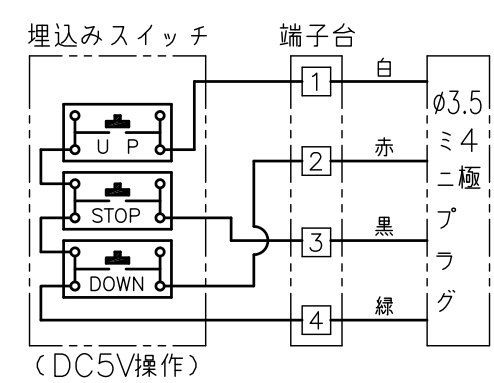 埋込みスイッチ
端子台
UP
STOP
DOWN
(DC5V操作)
1
2
3
4
白
赤
黒
緑
φ3.5
ミニプラグ
4極